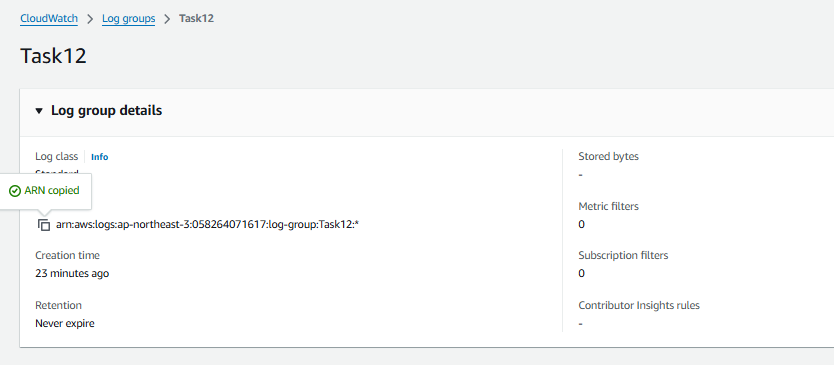 CloudWatch > Log groups > Task12
Task12
Log group details
Log class Info
Standard
ARN copied
arn:aws:logs:ap-northeast-3:058264071617:log-group:Task12:*
Creation time
23 minutes ago
Retention
Never expire
Stored bytes
-
Metric filters
0
Subscription filters
0
Contributor Insights rules
-